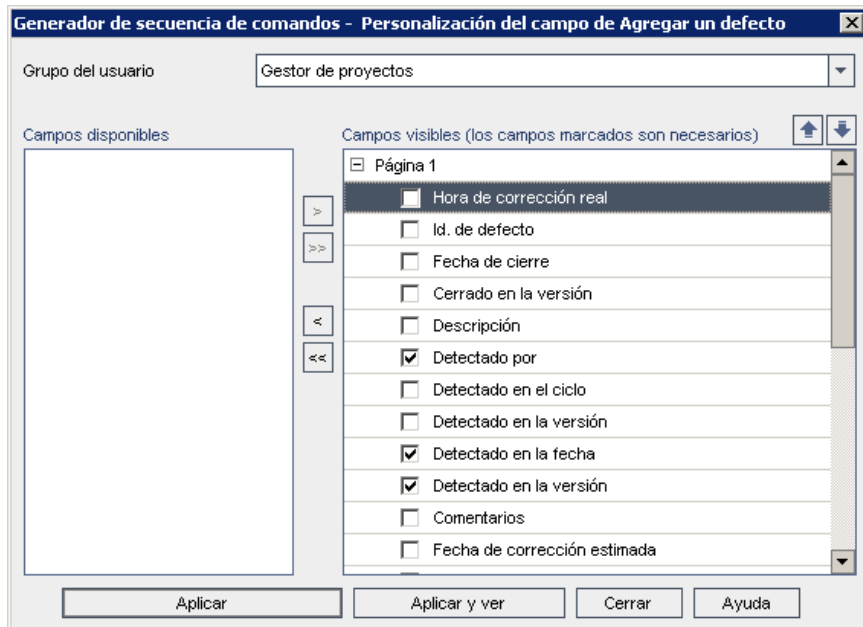 Generador de secuencia de comandos - Personalización del campo de Agregar un defecto
Grupo del usuario
Gestor de proyectos
Campos disponibles
Campos visibles (los campos marcados son necesarios)
Página 1
Hora de corrección real
>
Id. de defecto
>>
Fecha de cierre
Cerrado en la versión
<
Descripción
<<
Detectado por
Detectado en el ciclo
Detectado en la versión
Detectado en la fecha
Detectado en la versión
Comentarios
Fecha de corrección estimada
Aplicar
Aplicar y ver
Cerrar
Ayuda